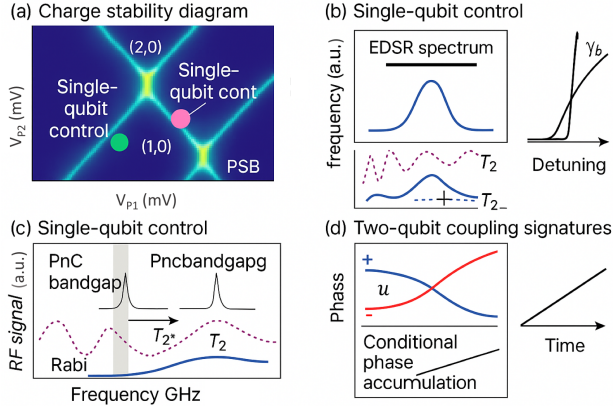 (a) Charge stability diagram
V_P2 (mV)
(2,0)
Single-
qubit
control
Single-
qubit cont
(1,0)
PSB
V_P1 (mV)
(b) Single-qubit control
frequency (a.u.)
EDSR spectrum
T_2
T_2-
γ_b
Detuning
(c) Single-qubit control
RF signal (a.u.)
PnC
bandgap
Pncbandgapg
T_2*
T_2
Rabi
Frequency GHz
(d) Two-qubit coupling signatures
Phase
+
u
-
Conditional
phase
accumulation
Time